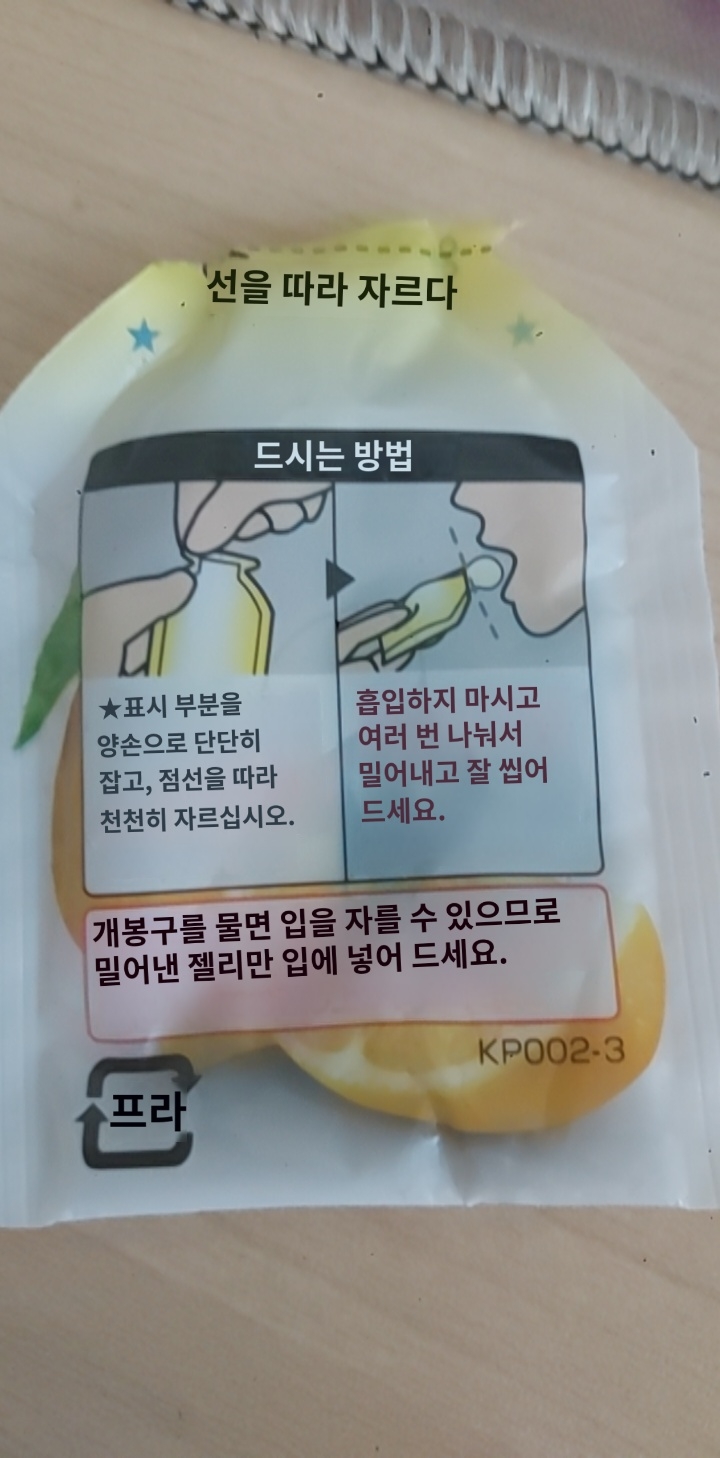 선을 따라 자르다
드시는 방법
★표시 부분을
양손으로 단단히
잡고, 점선을 따라
천천히 자르십시오.
흡입하지 마시고
여러 번 나눠서
밀어내고 잘 씹어
드세요.
개봉구를 물면 입을 자를 수 있으므로
밀어낸 젤리만 입에 넣어 드세요.
KP002-3
프라